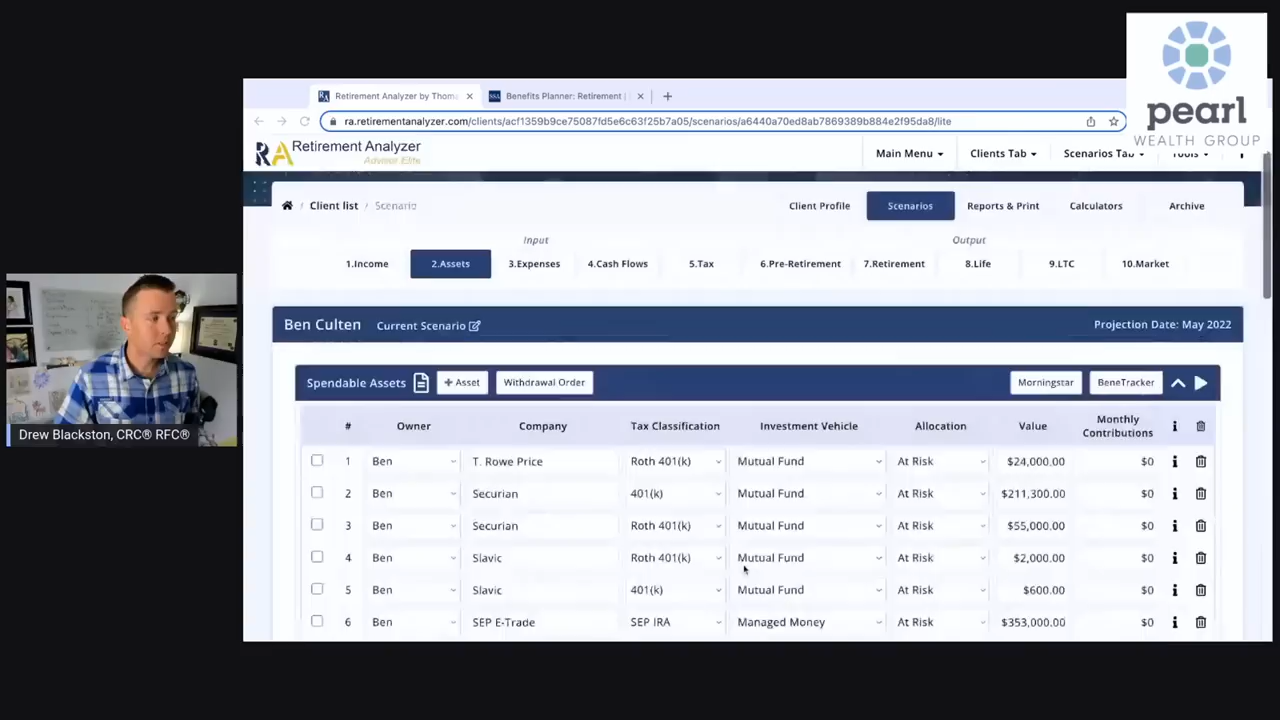 pearl
WEALTH GROUP
Retirement Analyzer by Thoma
Benefits Planner: Retirement |
ra.retirementanalyzer.com/clients/acf1359b9ce75087fd5e6c63f25b7a05/scenarios/a6440a70ed8ab7869389b884e2f95da8/lite
RA Retirement Analyzer
Advisor Elite
Main Menu Clients Tab Scenarios Tab Tools
Client list / Scenario
Client Profile Scenarios Reports & Print Calculators Archive
Input Output
1.Income 2.Assets 3.Expenses 4.Cash Flows 5.Tax 6.Pre-Retirement 7.Retirement 8.Life 9.LTC 10.Market
Ben Culten Current Scenario Projection Date: May 2022
Spendable Assets + Asset Withdrawal Order Morningstar BeneTracker
# Owner Company Tax Classification Investment Vehicle Allocation Value Monthly Contributions
1 Ben T. Rowe Price Roth 401(k) Mutual Fund At Risk $24,000.00 $0
2 Ben Securian 401(k) Mutual Fund At Risk $211,300.00 $0
3 Ben Securian Roth 401(k) Mutual Fund At Risk $55,000.00 $0
4 Ben Slavic Roth 401(k) Mutual Fund At Risk $2,000.00 $0
5 Ben Slavic 401(k) Mutual Fund At Risk $600.00 $0
6 Ben SEP E-Trade SEP IRA Managed Money At Risk $353,000.00 $0
Drew Blackston, CRC® RFC®